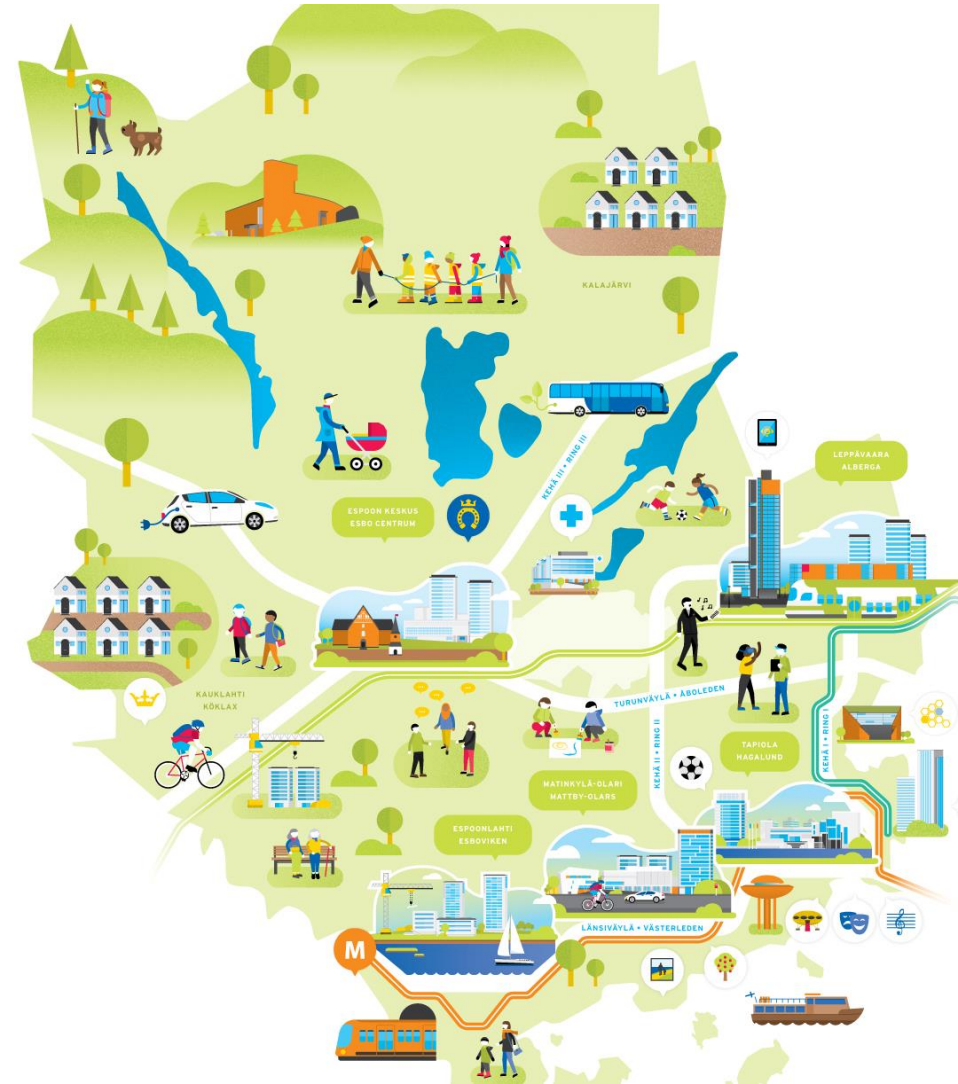 KALAJÄRVI
KEHÄ III • RING III
LEPPÄVAARA
ALBERGA
ESPOON KESKUS
ESBO CENTRUM
KAUKLAHTI
KÖKLAX
TURUNVÄYLÄ • ÅBOLEDEN
KEHÄ II • RING II
KEHÄ I • RING I
TAPIOLA
HAGALUND
MATINKYLÄ-OLARI
MATTBY-OLARS
ESPOONLAHTI
ESBOVIKEN
LÄNSIVÄYLÄ • VÄSTERLEDEN
M